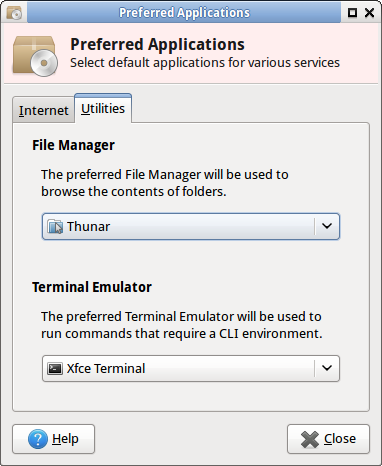 Preferred Applications
Preferred Applications
Select default applications for various services
Internet
Utilities
File Manager
The preferred File Manager will be used to
browse the contents of folders.
Thunar
Terminal Emulator
The preferred Terminal Emulator will be used to
run commands that require a CLI environment.
Xfce Terminal
Help
Close